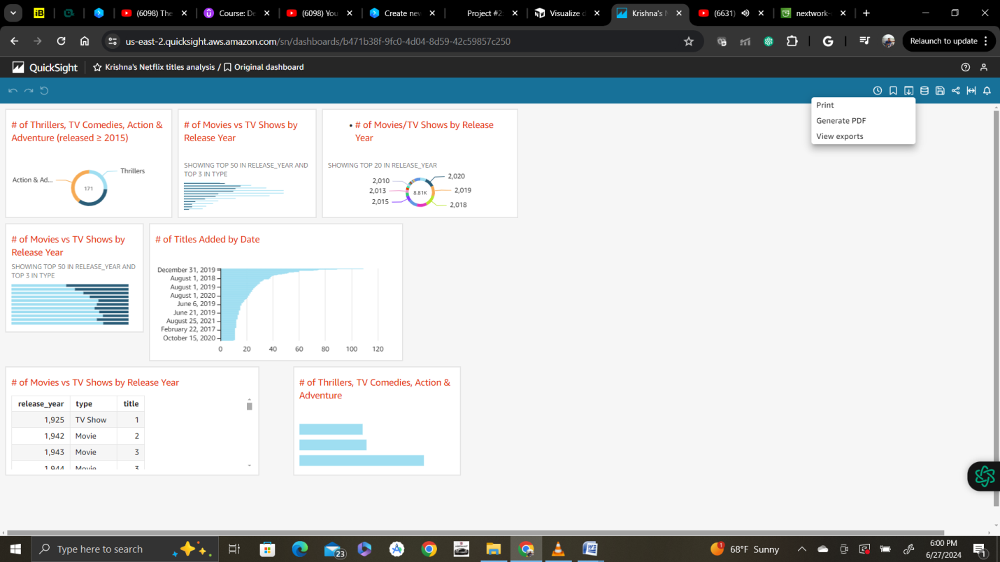 iB
(6098) The
Course: De
(6098) You
Create new
Project #2:
Visualize d
Krishna's N
(6631)
nextwork-
us-east-2.quicksight.aws.amazon.com/sn/dashboards/b471b38f-9fc0-4d04-8d59-42c59857c250
G
Relaunch to update
QuickSight
Krishna's Netflix titles analysis / Original dashboard
Print
Generate PDF
View exports
# of Thrillers, TV Comedies, Action &
Adventure (released ≥ 2015)
Thrillers
Action & Ad...
171
# of Movies vs TV Shows by
Release Year
SHOWING TOP 50 IN RELEASE_YEAR AND
TOP 3 IN TYPE
• # of Movies/TV Shows by Release
Year
SHOWING TOP 20 IN RELEASE_YEAR
2,010
2,020
2,013
8.81K
2,019
2,015
2,018
# of Movies vs TV Shows by
Release Year
SHOWING TOP 50 IN RELEASE_YEAR AND
TOP 3 IN TYPE
# of Titles Added by Date
December 31, 2019
August 1, 2018
August 1, 2019
August 1, 2020
June 6, 2019
June 21, 2019
August 25, 2021
February 22, 2017
October 15, 2020
0 20 40 60 80 100 120
# of Movies vs TV Shows by Release Year
release_year type title
1,925 TV Show 1
1,942 Movie 2
1,943 Movie 3
1,944 Movie 3
# of Thrillers, TV Comedies, Action &
Adventure
Type here to search
23
1
68°F Sunny
6:00 PM
6/27/2024
1